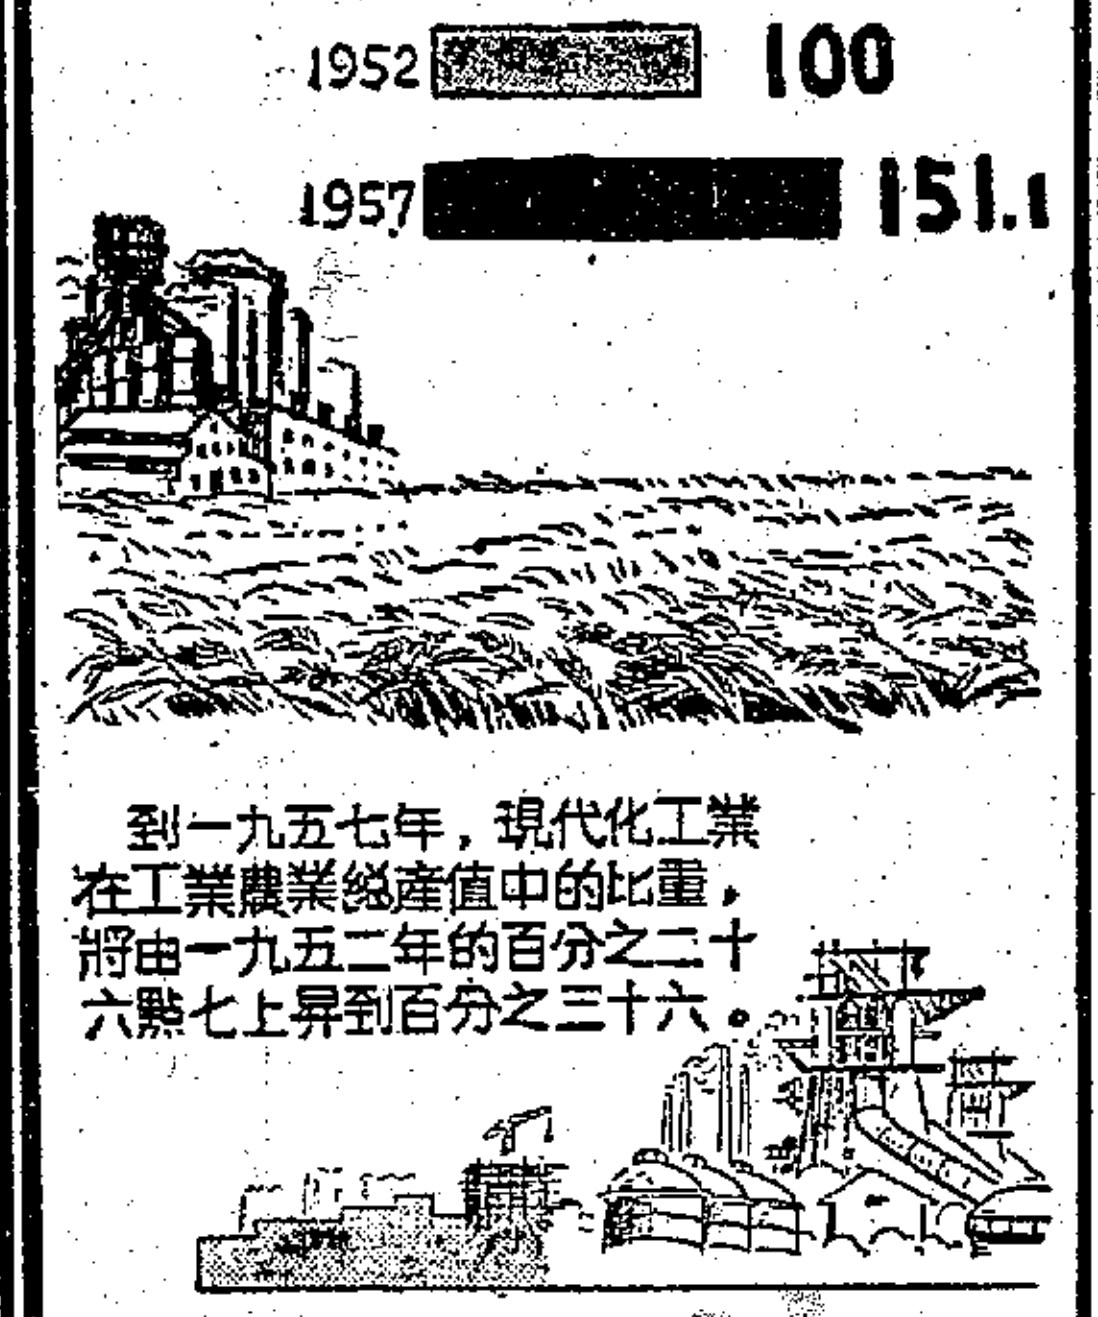 1952 100
1957 151.1
到一九五七年，現代化工業
在工業農業總產值中的比重，
將由一九五二年的百分之二十
六點七上昇到百分之三十六。